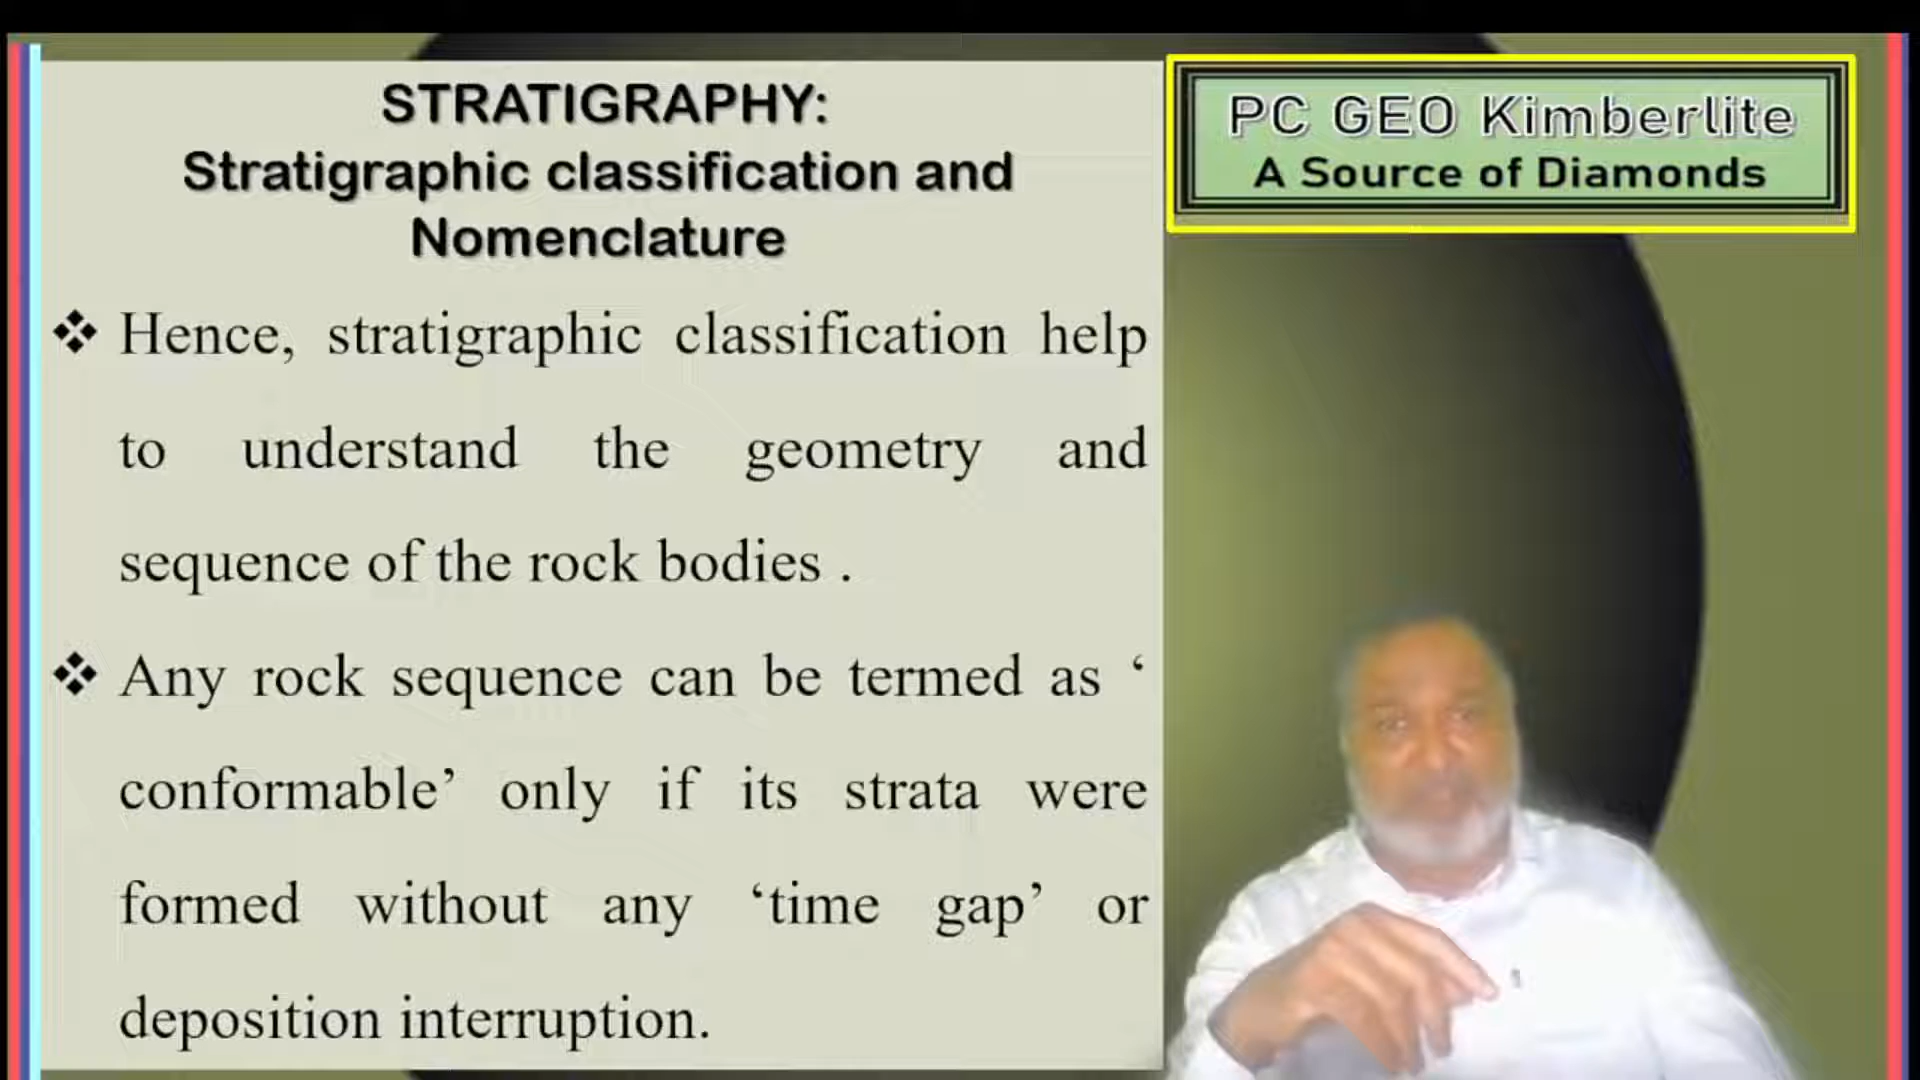 STRATIGRAPHY:
Stratigraphic classification and
Nomenclature
❖ Hence, stratigraphic classification help
to understand the geometry and
sequence of the rock bodies .
❖ Any rock sequence can be termed as ‘
conformable’ only if its strata were
formed without any ‘time gap’ or
deposition interruption.
PC GEO Kimberlite
A Source of Diamonds